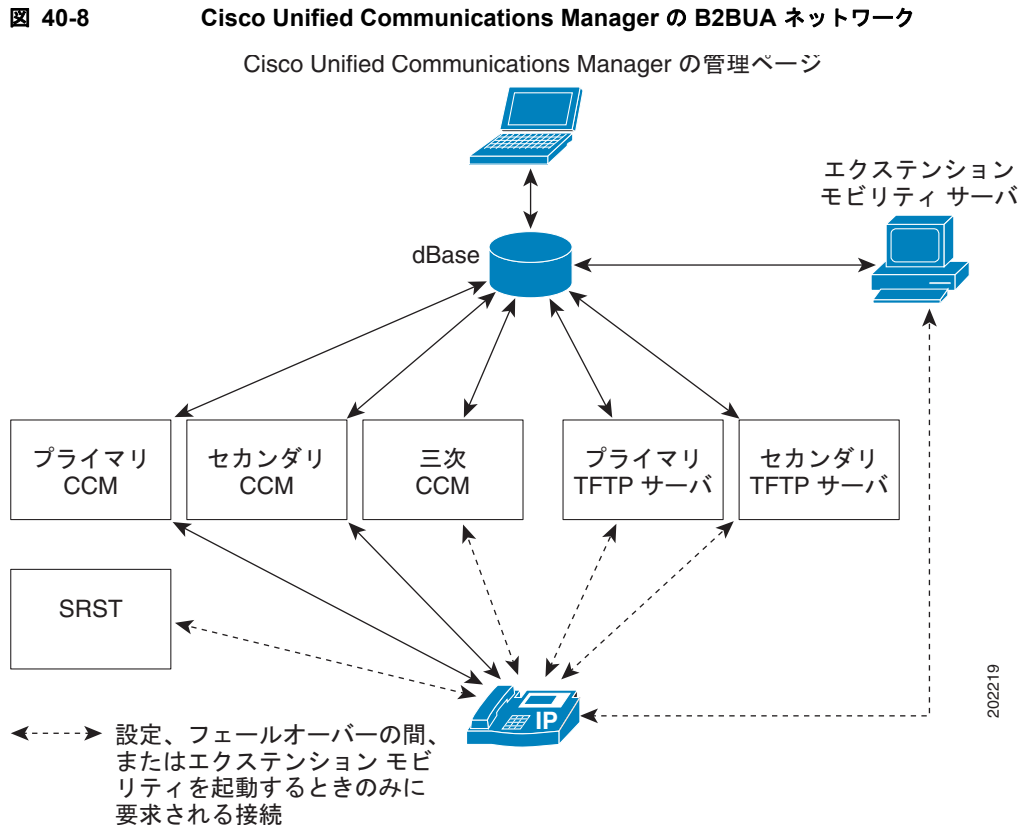 図 40-8 Cisco Unified Communications Manager の B2BUA ネットワーク
Cisco Unified Communications Manager の管理ページ
エクステンション
モビリティ サーバ
dBase
プライマリ
CCM
セカンダリ
CCM
三次
CCM
プライマリ
TFTP サーバ
セカンダリ
TFTP サーバ
SRST
IP
202219
設定、フェールオーバーの間、
またはエクステンション モビ
リティを起動するときのみに
要求される接続